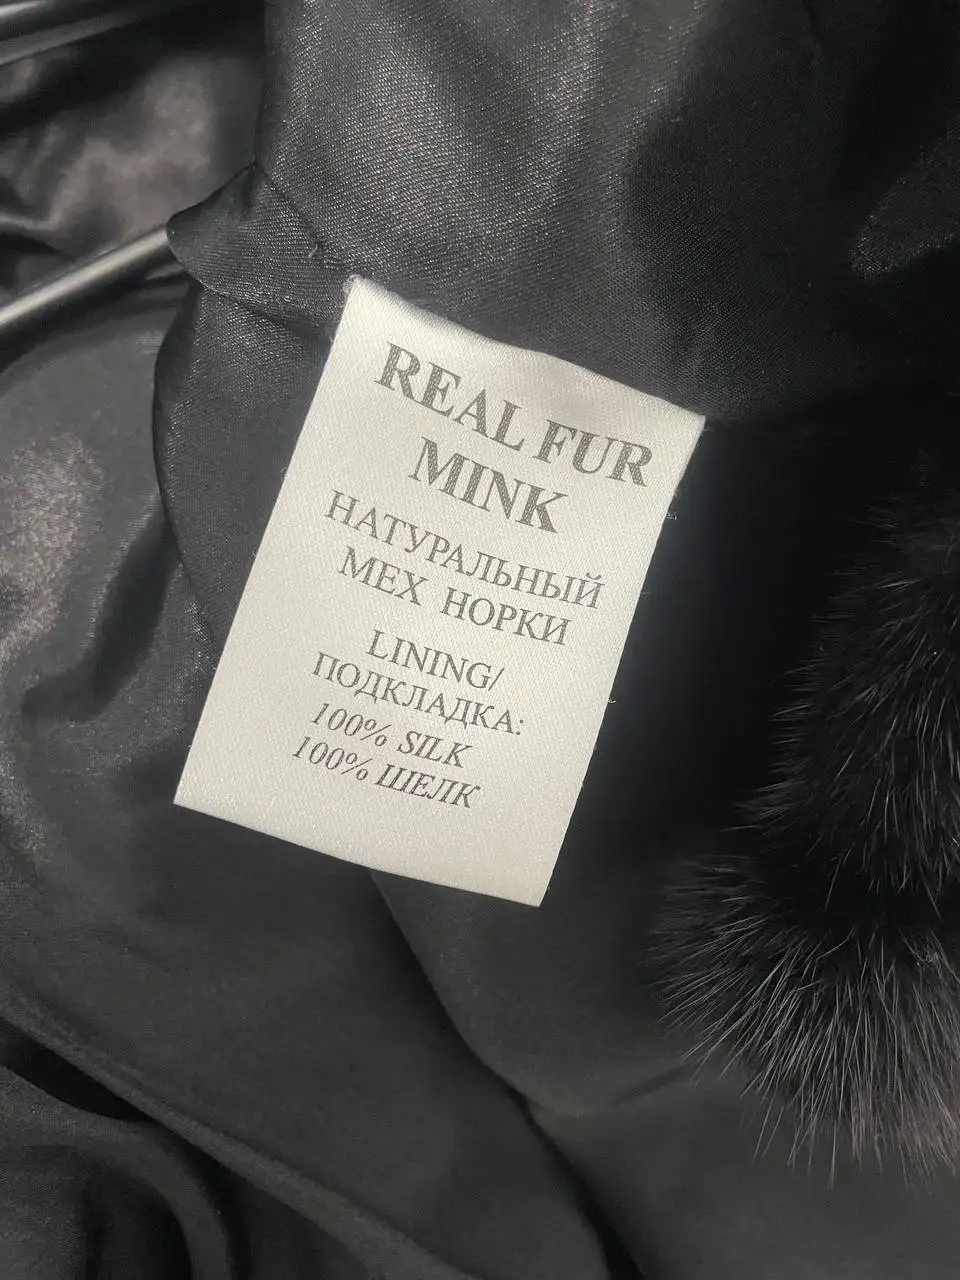 REAL FUR
MINK
НАТУРАЛЬНЫЙ
МЕХ НОРКИ
LINING/
ПОДКЛАДКА:
100% SILK
100% ШЕЛК